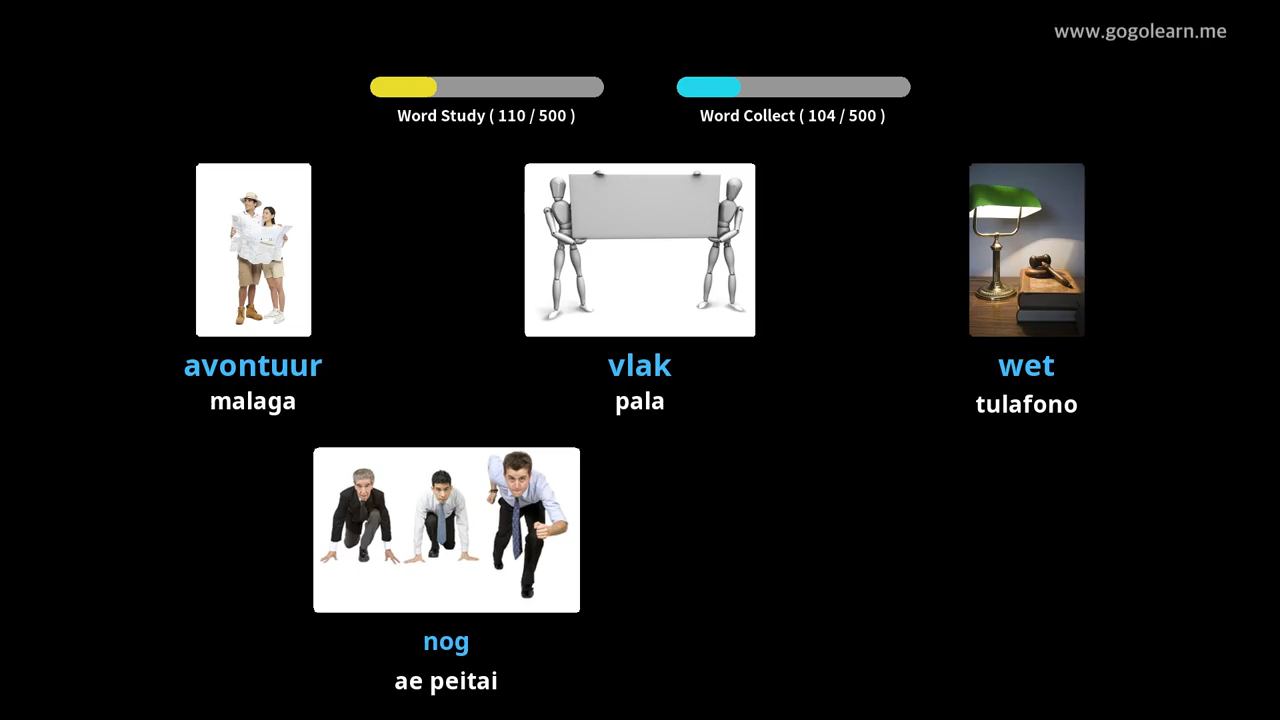 www.gogolearn.me
Word Study ( 110 / 500 )
Word Collect ( 104 / 500 )
avontuur
malaga
vlak
pala
wet
tulafono
nog
ae peitai